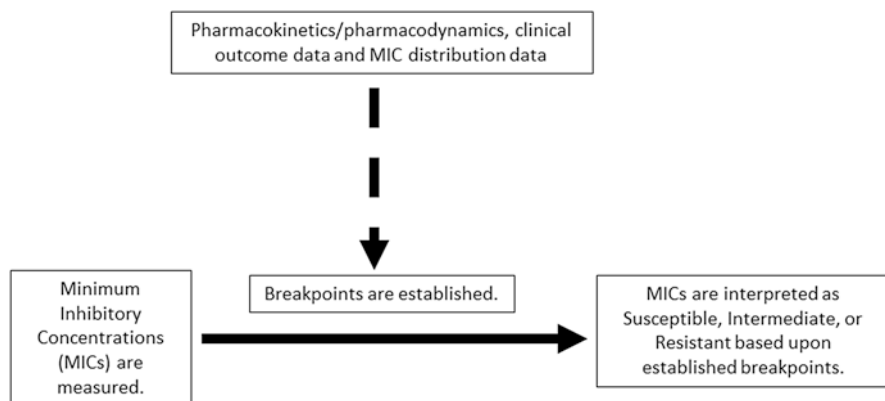 Pharmacokinetics/pharmacodynamics, clinical
outcome data and MIC distribution data
Breakpoints are established.
Minimum
Inhibitory
Concentrations
(MICs) are
measured.
MICs are interpreted as
Susceptible, Intermediate, or
Resistant based upon
established breakpoints.